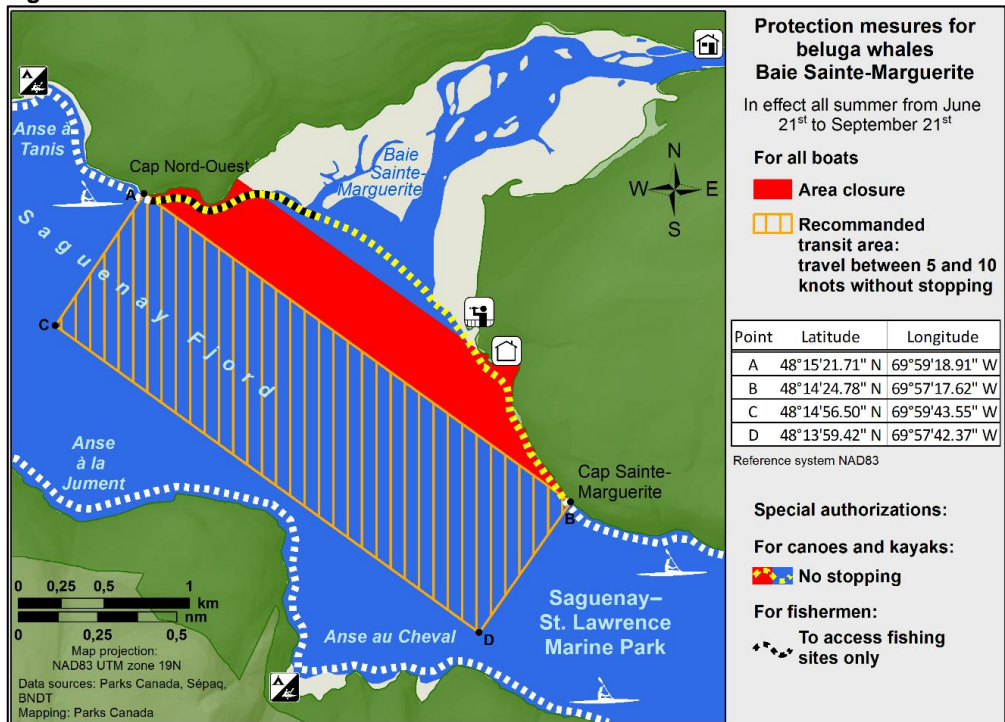 Protection mesures for
beluga whales
Baie Sainte-Marguerite
In effect all summer from June
21st to September 21st
For all boats
Area closure
Recommanded
transit area:
travel between 5 and 10
knots without stopping
Point Latitude Longitude
A 48°15'21.71" N 69°59'18.91" W
B 48°14'24.78" N 69°57'17.62" W
C 48°14'56.50" N 69°59'43.55" W
D 48°13'59.42" N 69°57'42.37" W
Reference system NAD83
Special authorizations:
For canoes and kayaks:
No stopping
For fishermen:
To access fishing
sites only
Anse à
Tanis
Cap Nord-Ouest
Baie
Sainte-
Marguerite
N
W E
S
A
Saguenay Fjord
C
Anse
à la
Jument
Cap Sainte-
Marguerite
B
0 0,25 0,5 1
km
nm
0 0,25 0,5
Map projection:
NAD83 UTM zone 19N
Data sources: Parks Canada, Sépaq,
BNDT
Mapping: Parks Canada
Anse au Cheval
D
Saguenay–
St. Lawrence
Marine Park